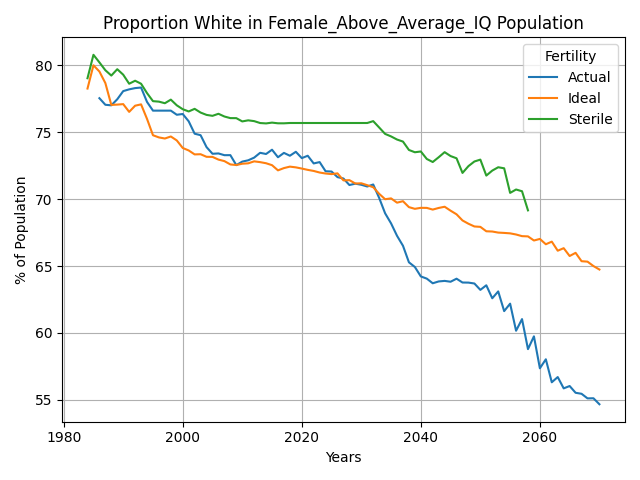 Proportion White in Female_Above_Average_IQ Population
Fertility
Actual
Ideal
Sterile
% of Population
80
75
70
65
60
55
1980
2000
2020
2040
2060
Years